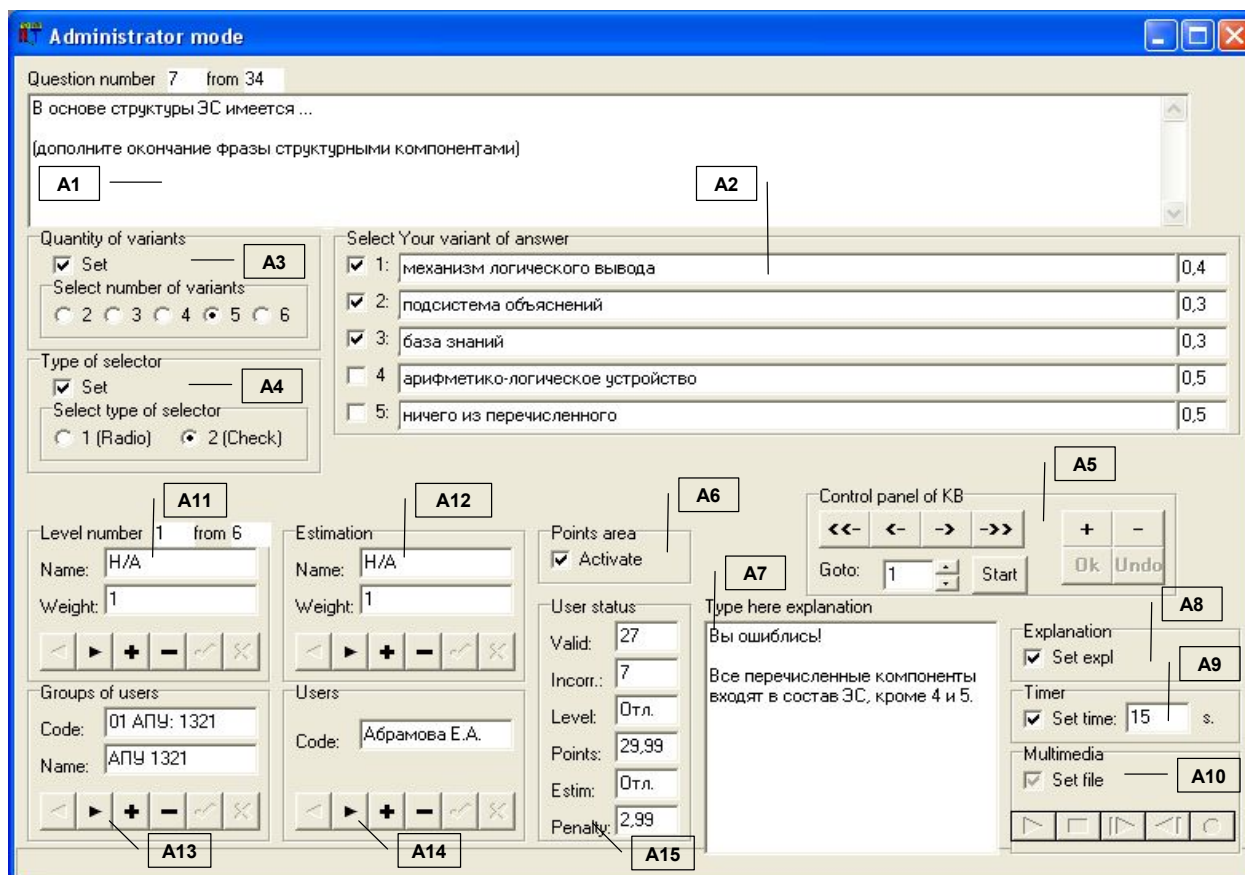 Administrator mode
Question number 7 from 34
В основе структуры ЭС имеется ...
(дополните окончание фразы структурными компонентами)
A1
A2
Quantity of variants
Set
A3
Select number of variants
2 3 4 5 6
Type of selector
Set
A4
Select type of selector
1 (Radio) 2 (Check)
Select Your variant of answer
1: механизм логического вывода 0,4
2: подсистема объяснений 0,3
3: база знаний 0,3
4 арифметико-логическое устройство 0,5
5: ничего из перечисленного 0,5
A11
A12
A6
A5
Level number 1 from 6
Name: Н/А
Weight: 1
Estimation
Name: Н/А
Weight: 1
Points area
Activate
Control panel of KB
<<- <- -> ->> + -
Goto: 1 Start Ok Undo
A7
A8
Groups of users
Code: 01 АПУ: 1321
Name: АПУ 1321
A13
Users
Code: Абрамова Е.А.
A14
User status
Valid: 27
Incorr.: 7
Level: Отл.
Points: 29,99
Estim: Отл.
Penalty: 2,99
A15
Type here explanation
Вы ошиблись!
Все перечисленные компоненты
входят в состав ЭС, кроме 4 и 5.
Explanation
Set expl
A9
Timer
Set time: 15 s.
Multimedia
Set file
A10